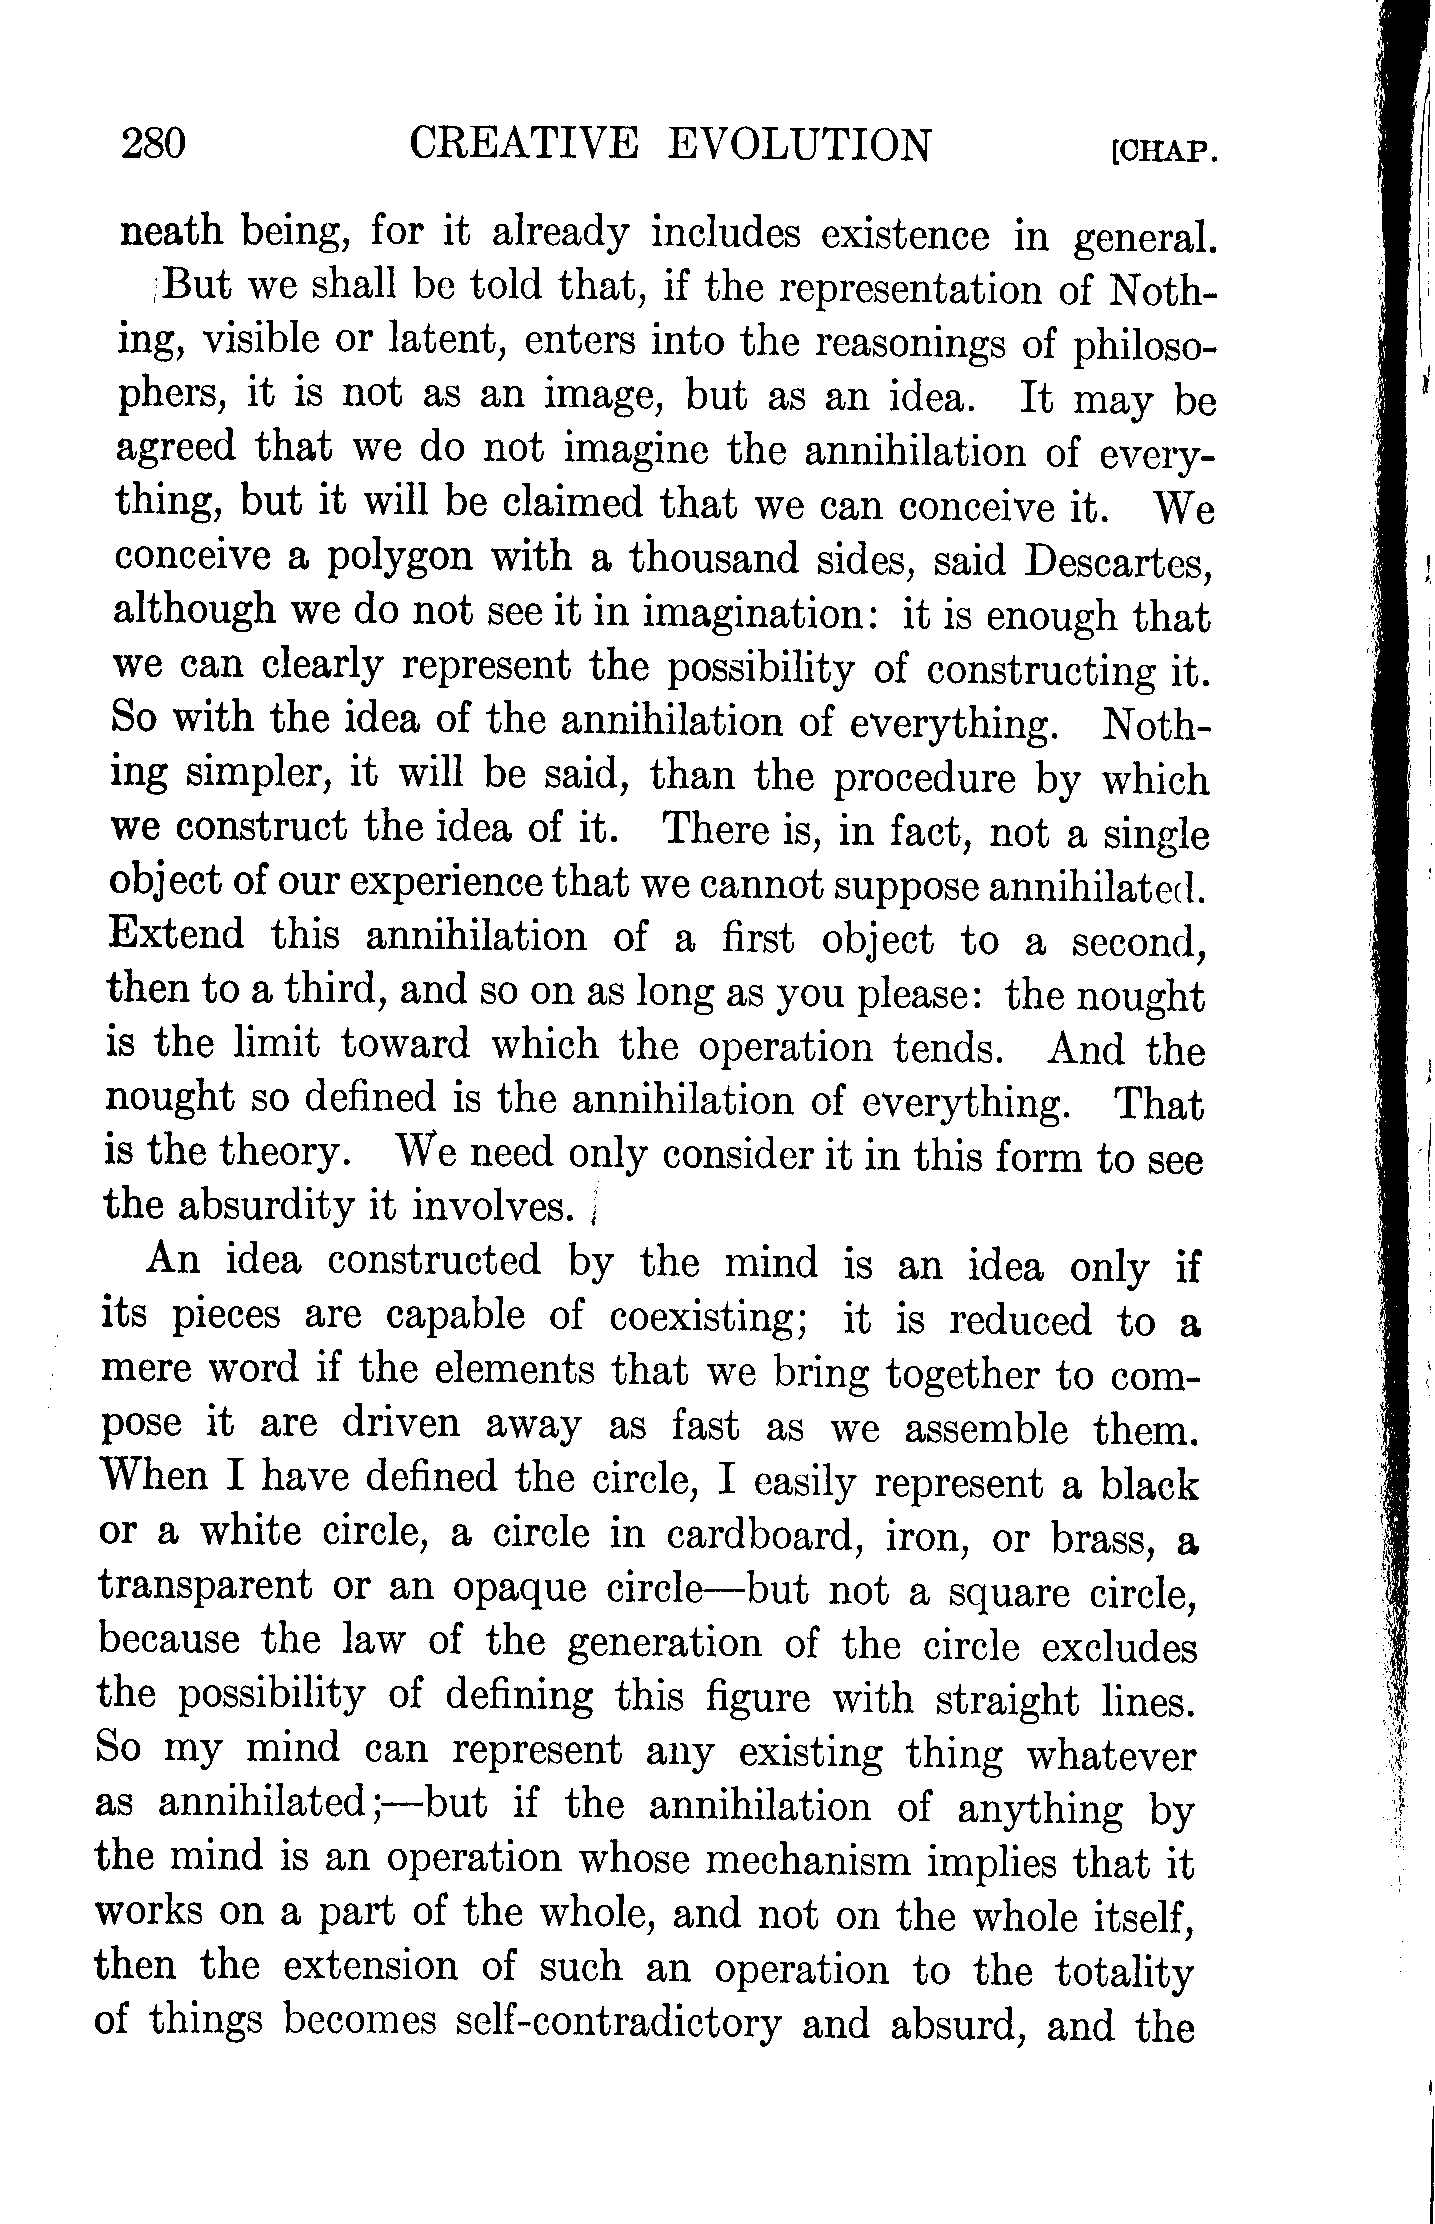 280 CREATIVE EVOLUTION [CHAP.
neath being, for it already includes existence in general.
But we shall be told that, if the representation of Noth-
ing, visible or latent, enters into the reasonings of philoso-
phers, it is not as an image, but as an idea. It may be
agreed that we do not imagine the annihilation of every-
thing, but it will be claimed that we can conceive it. We
conceive a polygon with a thousand sides, said Descartes,
although we do not see it in imagination: it is enough that
we can clearly represent the possibility of constructing it.
So with the idea of the annihilation of everything. Noth-
ing simpler, it will be said, than the procedure by which
we construct the idea of it. There is, in fact, not a single
object of our experience that we cannot suppose annihilated.
Extend this annihilation of a first object to a second,
then to a third, and so on as long as you please: the nought
is the limit toward which the operation tends. And the
nought so defined is the annihilation of everything. That
is the theory. We need only consider it in this form to see
the absurdity it involves.
An idea constructed by the mind is an idea only if
its pieces are capable of coexisting; it is reduced to a
mere word if the elements that we bring together to com-
pose it are driven away as fast as we assemble them.
When I have defined the circle, I easily represent a black
or a white circle, a circle in cardboard, iron, or brass, a
transparent or an opaque circle—but not a square circle,
because the law of the generation of the circle excludes
the possibility of defining this figure with straight lines.
So my mind can represent any existing thing whatever
as annihilated;—but if the annihilation of anything by
the mind is an operation whose mechanism implies that it
works on a part of the whole, and not on the whole itself,
then the extension of such an operation to the totality
of things becomes self-contradictory and absurd, and the